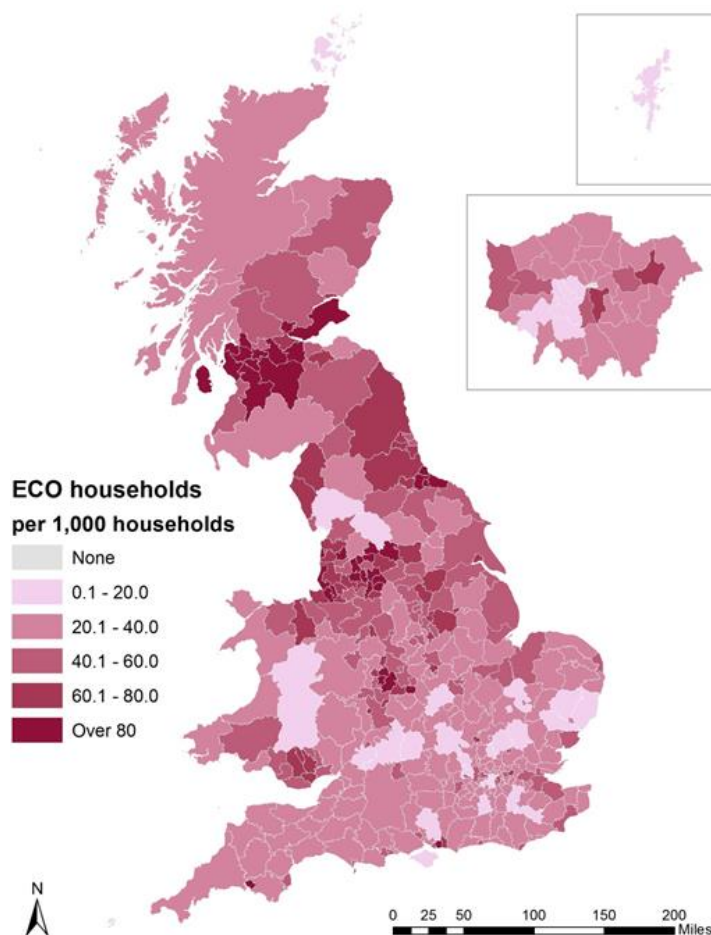 ECO households
per 1,000 households
None
0.1 - 20.0
20.1 - 40.0
40.1 - 60.0
60.1 - 80.0
Over 80
N
0 25 50 100 150 200
Miles